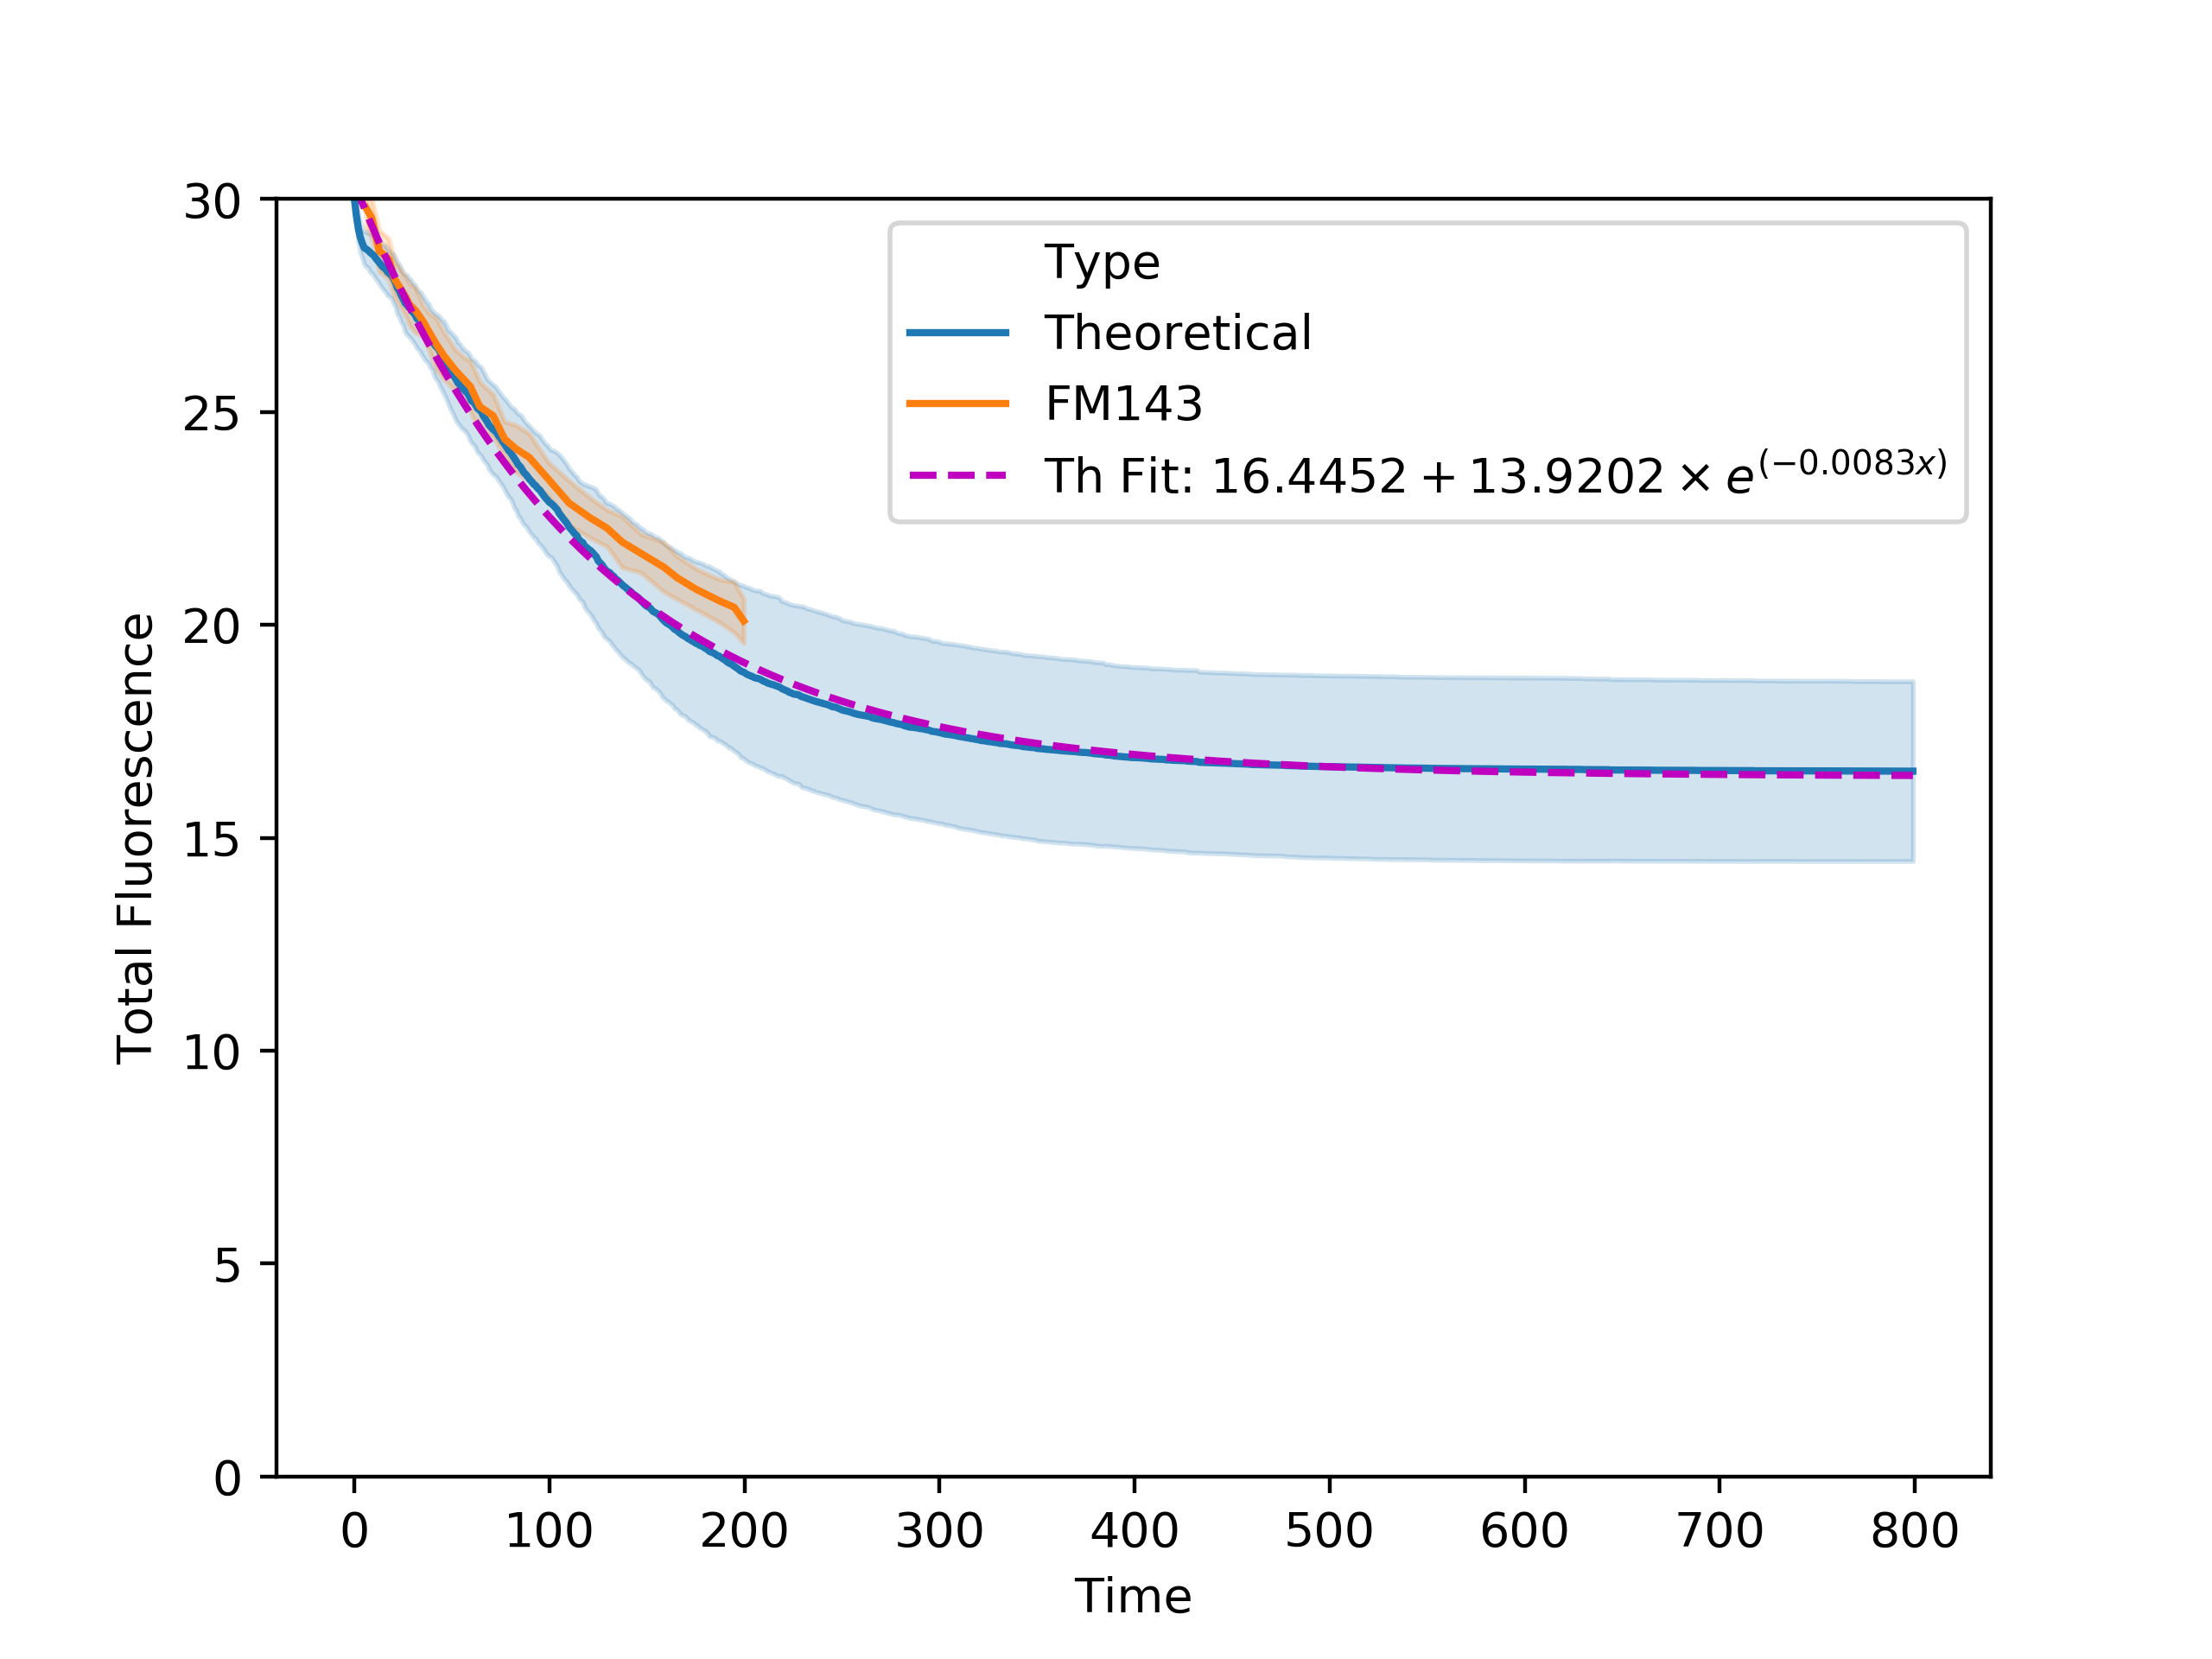 30
25
20
15
10
5
0
Total Fluorescence
Type
Theoretical
FM143
Th Fit: 16.4452 + 13.9202 × e^(−0.0083x)
0 100 200 300 400 500 600 700 800
Time